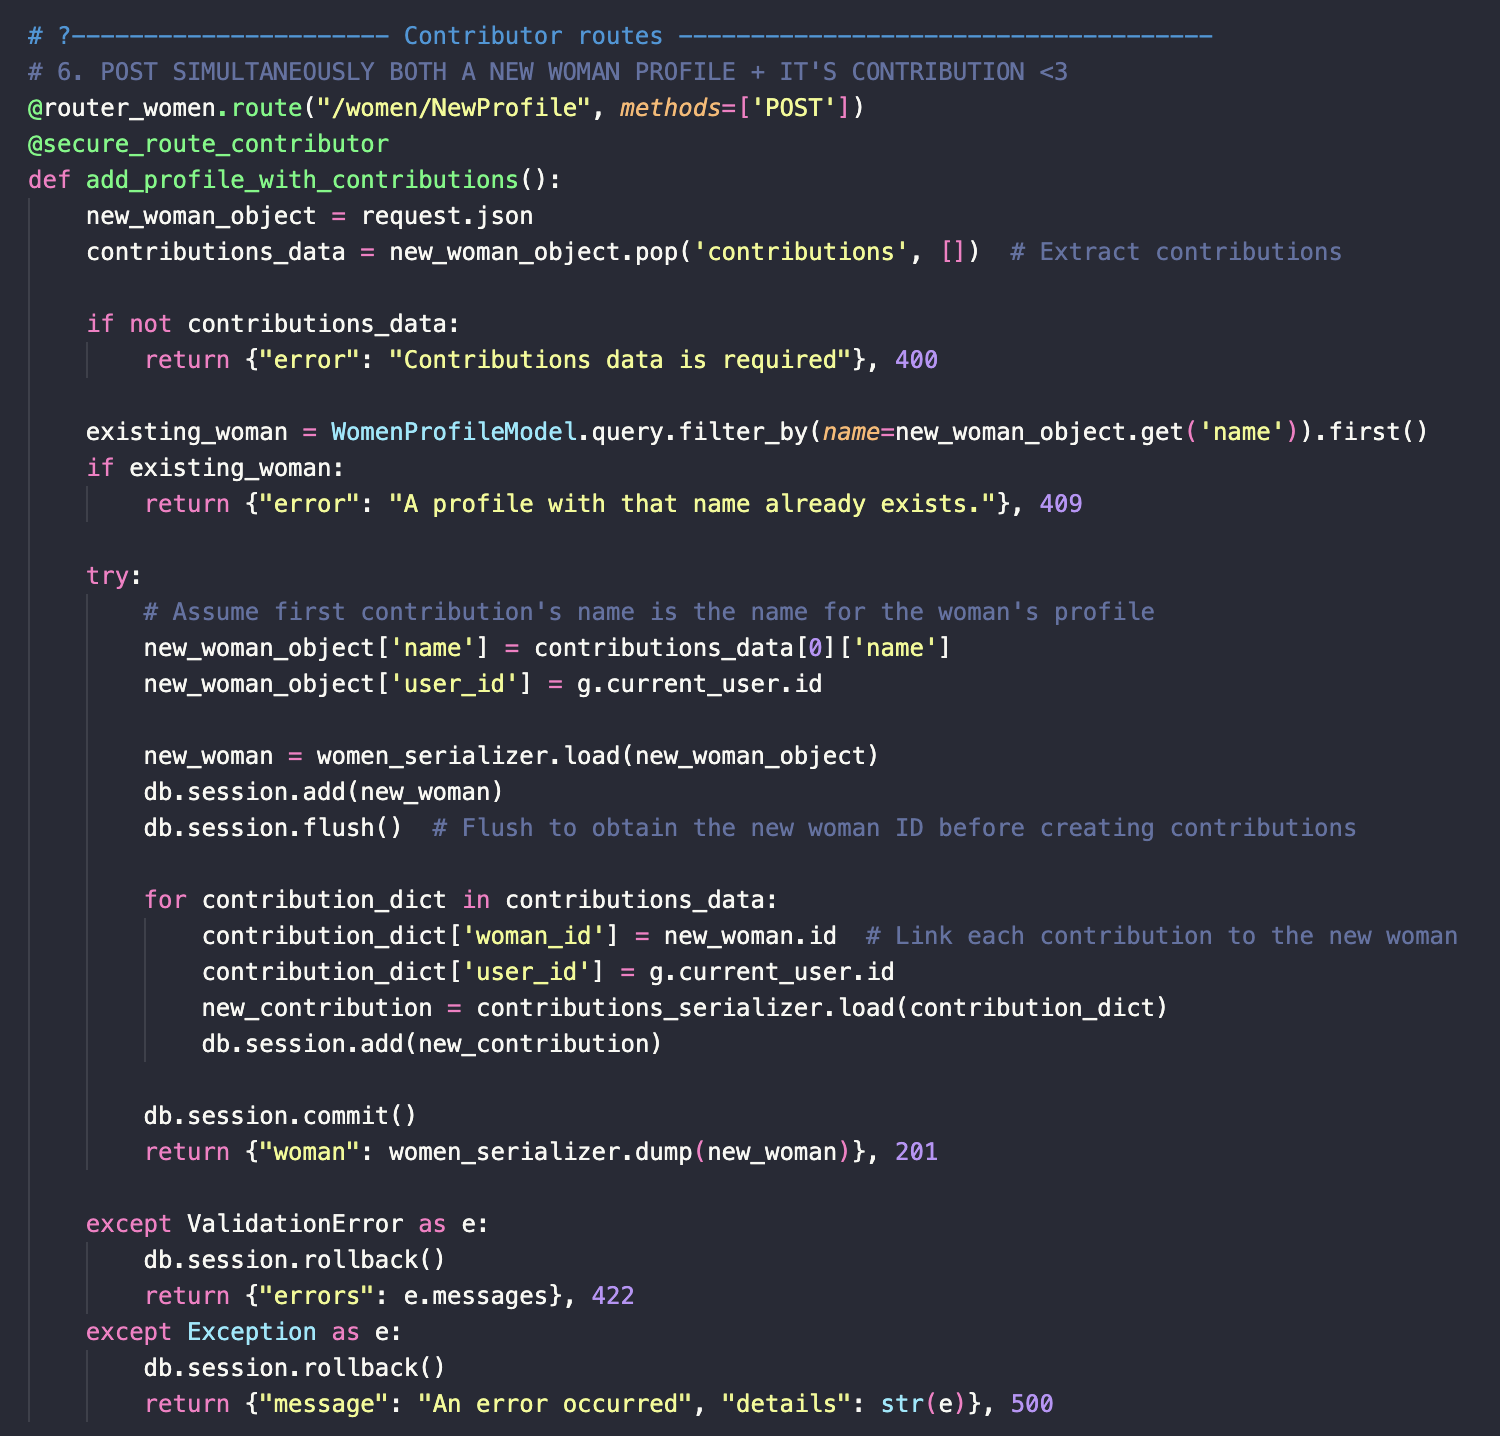 # ?---------------------- Contributor routes -------------------------------------
# 6. POST SIMULTANEOUSLY BOTH A NEW WOMAN PROFILE + IT'S CONTRIBUTION <3
@router_women.route("/women/NewProfile", methods=['POST'])
@secure_route_contributor
def add_profile_with_contributions():
    new_woman_object = request.json
    contributions_data = new_woman_object.pop('contributions', [])  # Extract contributions

    if not contributions_data:
        return {"error": "Contributions data is required"}, 400

    existing_woman = WomenProfileModel.query.filter_by(name=new_woman_object.get('name')).first()
    if existing_woman:
        return {"error": "A profile with that name already exists."}, 409

    try:
        # Assume first contribution's name is the name for the woman's profile
        new_woman_object['name'] = contributions_data[0]['name']
        new_woman_object['user_id'] = g.current_user.id

        new_woman = women_serializer.load(new_woman_object)
        db.session.add(new_woman)
        db.session.flush()  # Flush to obtain the new woman ID before creating contributions

        for contribution_dict in contributions_data:
            contribution_dict['woman_id'] = new_woman.id  # Link each contribution to the new woman
            contribution_dict['user_id'] = g.current_user.id
            new_contribution = contributions_serializer.load(contribution_dict)
            db.session.add(new_contribution)

        db.session.commit()
        return {"woman": women_serializer.dump(new_woman)}, 201

    except ValidationError as e:
        db.session.rollback()
        return {"errors": e.messages}, 422
    except Exception as e:
        db.session.rollback()
        return {"message": "An error occurred", "details": str(e)}, 500